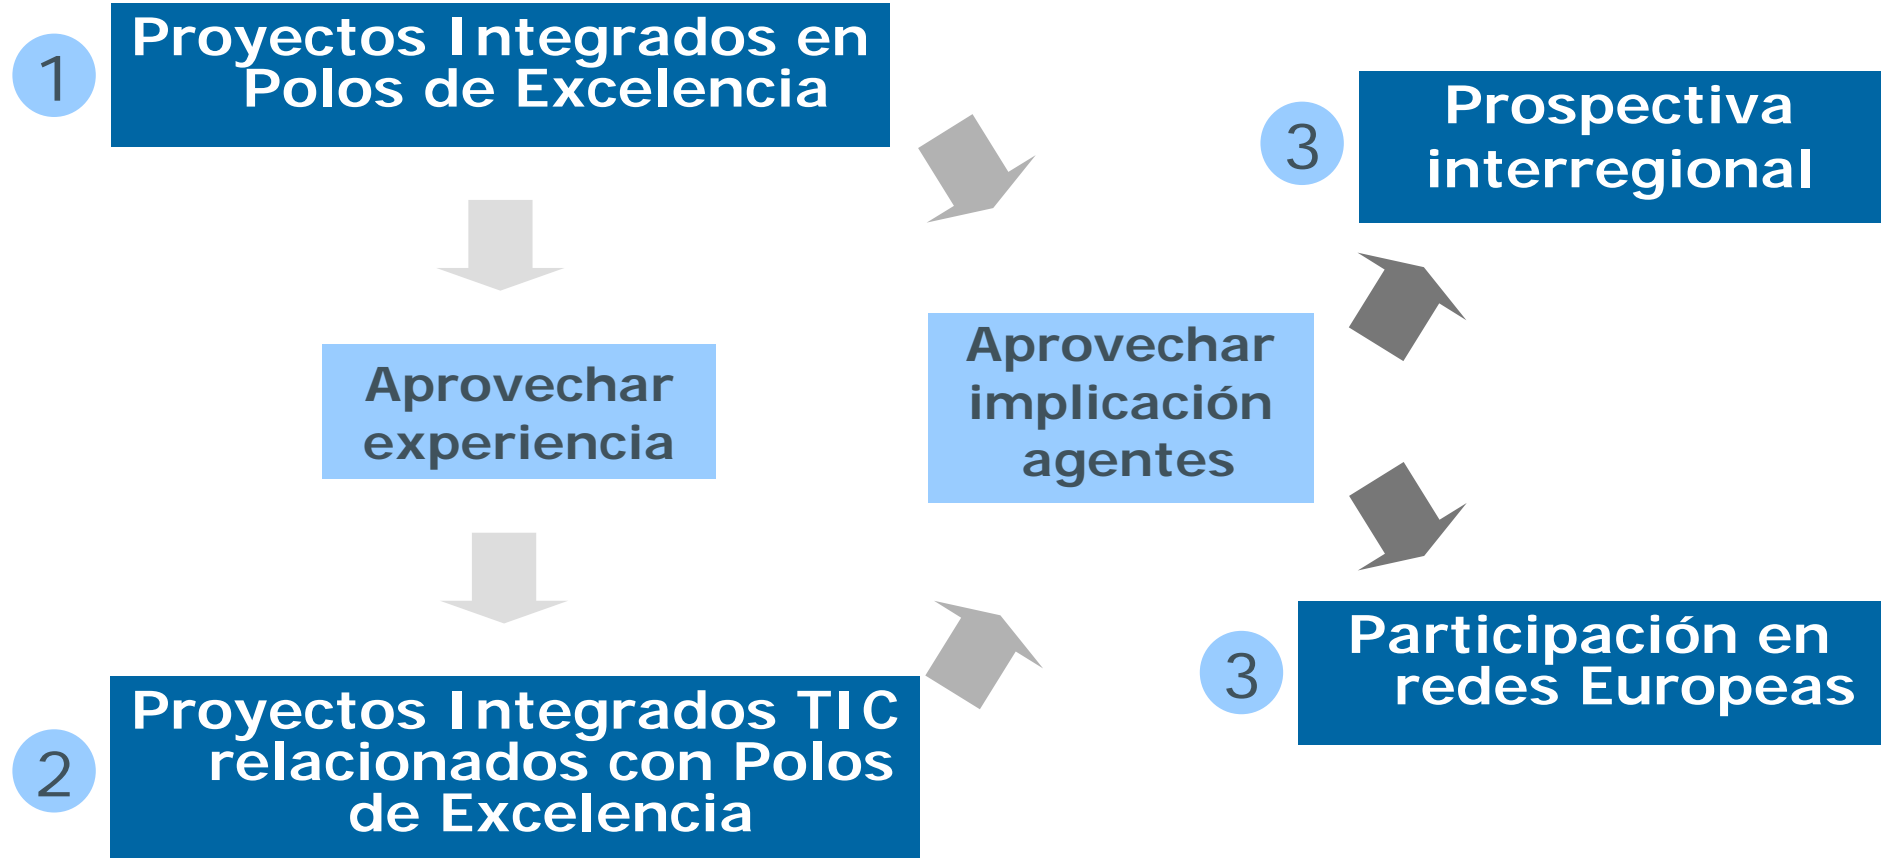 1
Proyectos Integrados en
Polos de Excelencia
3
Prospectiva
interregional
Aprovechar
experiencia
Aprovechar
implicación
agentes
2
Proyectos Integrados TIC
relacionados con Polos
de Excelencia
3
Participación en
redes Europeas